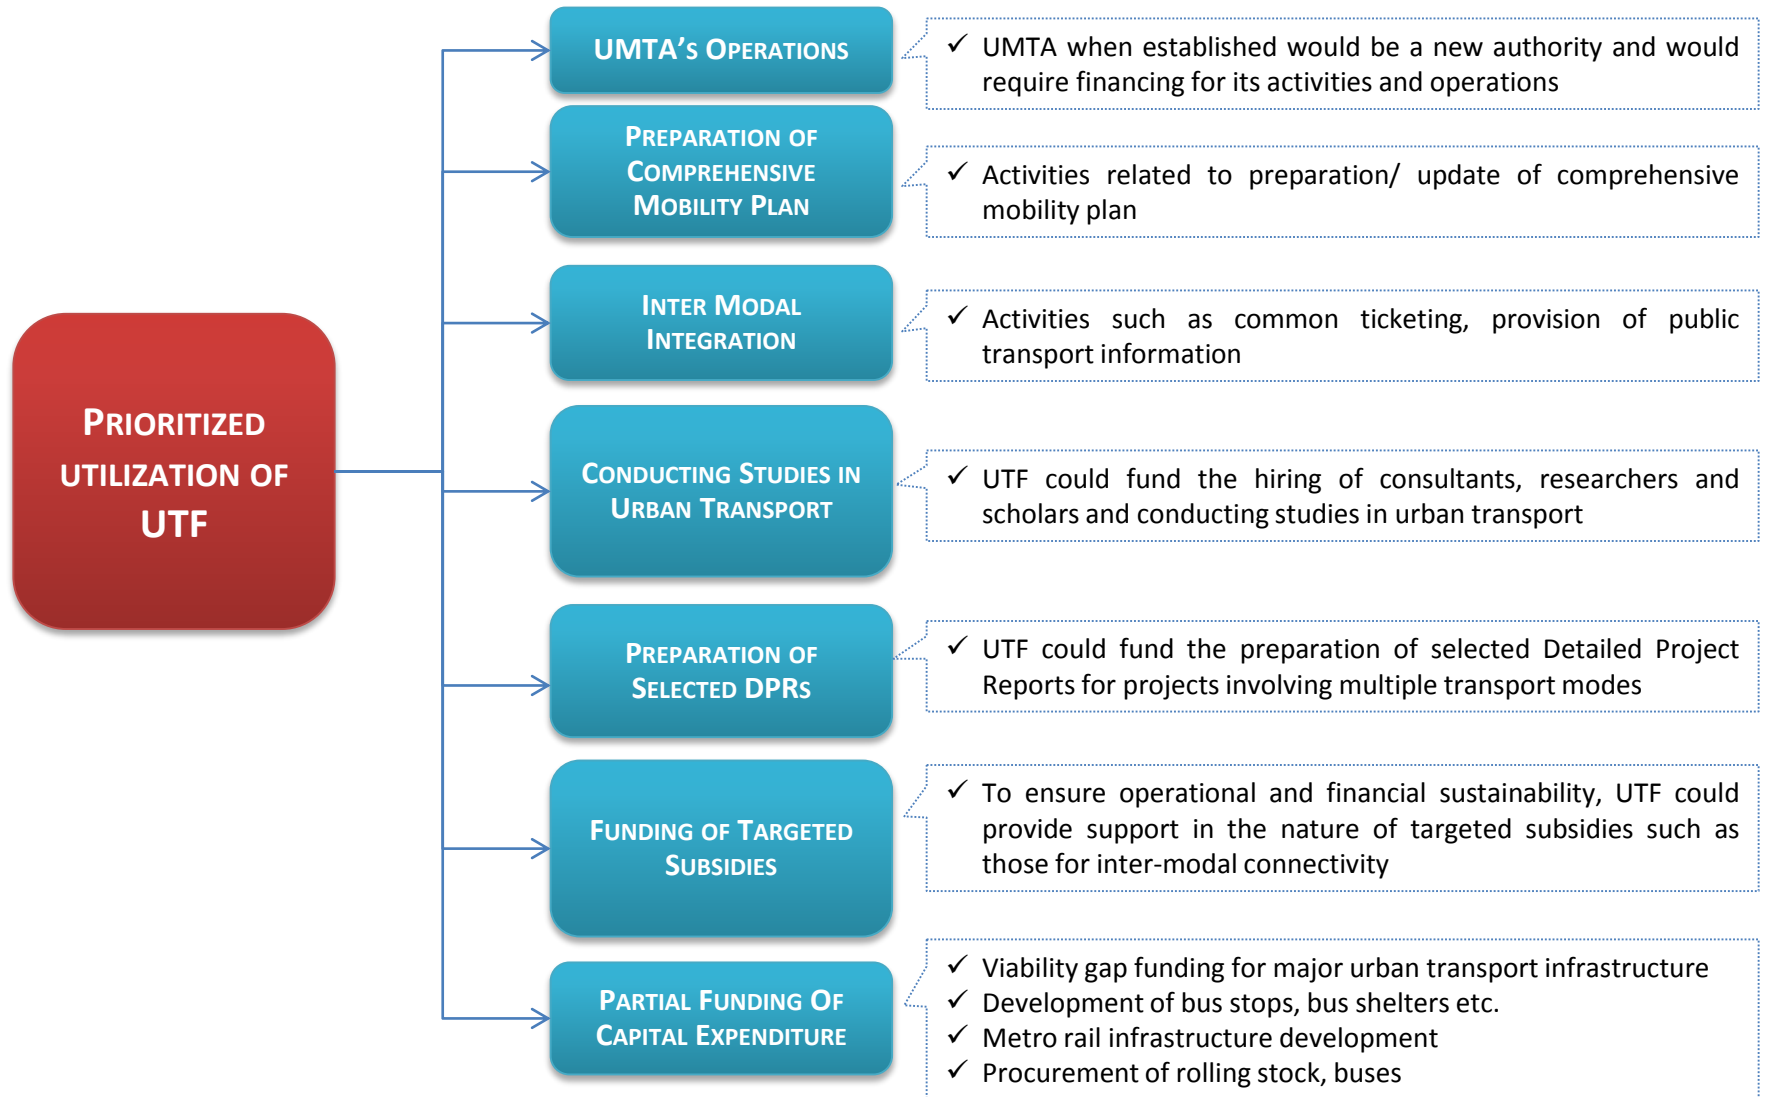 PRIORITIZED
UTILIZATION OF
UTF
UMTA'S OPERATIONS
✓ UMTA when established would be a new authority and would
require financing for its activities and operations
PREPARATION OF
COMPREHENSIVE
MOBILITY PLAN
✓ Activities related to preparation/ update of comprehensive
mobility plan
INTER MODAL
INTEGRATION
✓ Activities such as common ticketing, provision of public
transport information
CONDUCTING STUDIES IN
URBAN TRANSPORT
✓ UTF could fund the hiring of consultants, researchers and
scholars and conducting studies in urban transport
PREPARATION OF
SELECTED DPRS
✓ UTF could fund the preparation of selected Detailed Project
Reports for projects involving multiple transport modes
FUNDING OF TARGETED
SUBSIDIES
✓ To ensure operational and financial sustainability, UTF could
provide support in the nature of targeted subsidies such as
those for inter-modal connectivity
PARTIAL FUNDING OF
CAPITAL EXPENDITURE
✓ Viability gap funding for major urban transport infrastructure
✓ Development of bus stops, bus shelters etc.
✓ Metro rail infrastructure development
✓ Procurement of rolling stock, buses